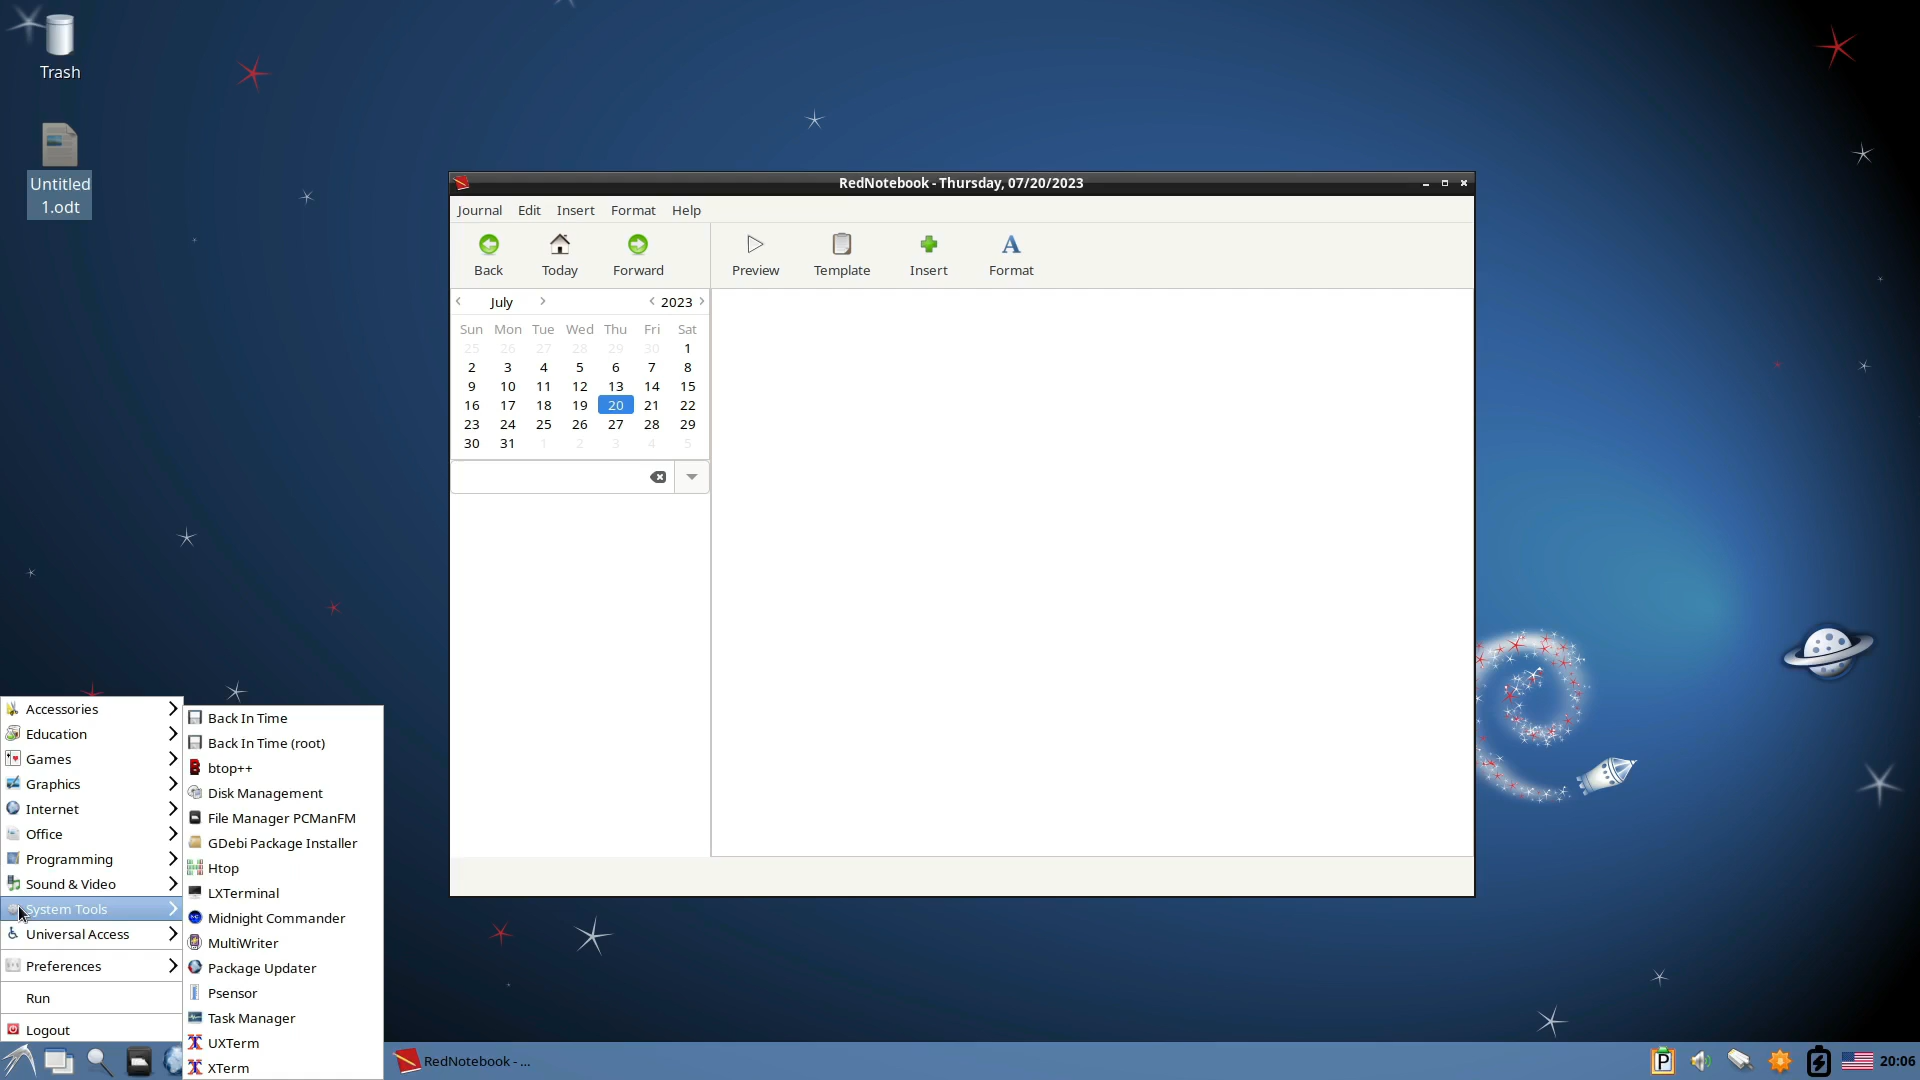 Trash
Untitled
1.odt
RedNotebook - Thursday, 07/20/2023
Journal Edit Insert Format Help
Back Today Forward Preview Template Insert Format
July 2023
Sun Mon Tue Wed Thu Fri Sat
25 26 27 28 29 30 1
2 3 4 5 6 7 8
9 10 11 12 13 14 15
16 17 18 19 20 21 22
23 24 25 26 27 28 29
30 31 1 2 3 4 5
Accessories
Education
Games
Graphics
Internet
Office
Programming
Sound & Video
System Tools
Universal Access
Preferences
Run
Logout
Back In Time
Back In Time (root)
btop++
Disk Management
File Manager PCManFM
GDebi Package Installer
Htop
LXTerminal
Midnight Commander
MultiWriter
Package Updater
Psensor
Task Manager
UXTerm
XTerm
RedNotebook - ...
20:06